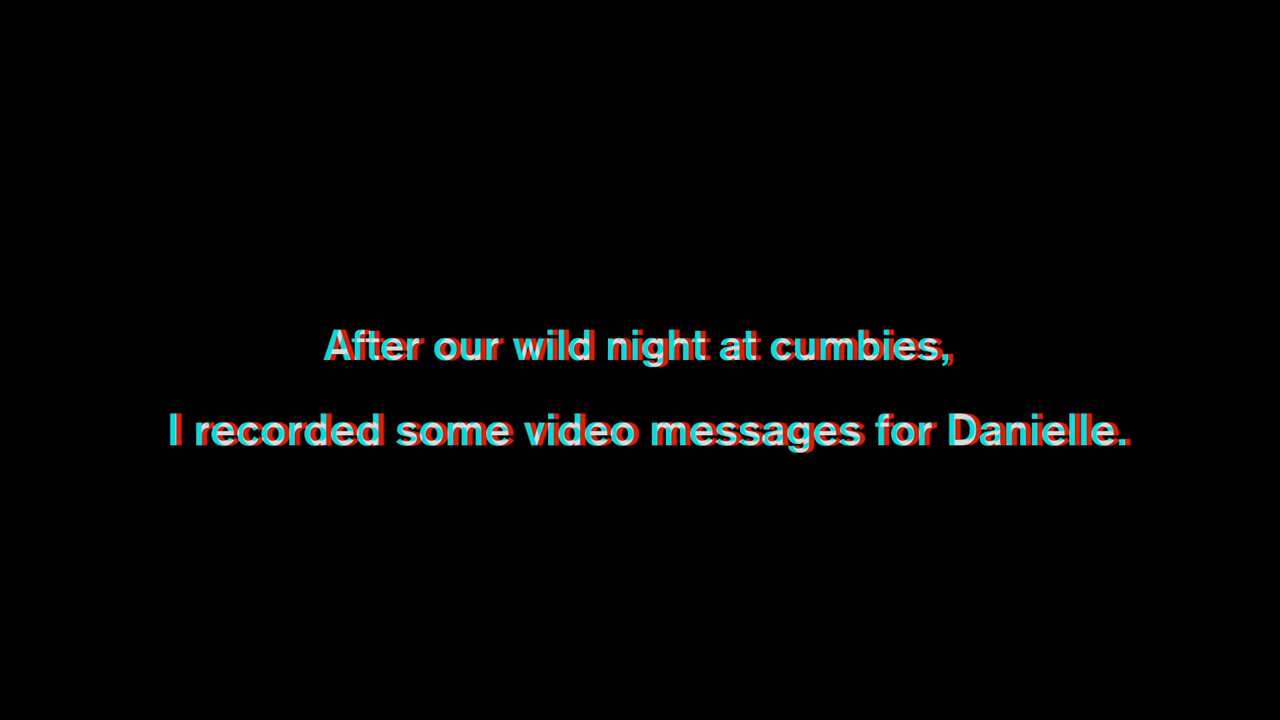 After our wild night at cumbies,
I recorded some video messages for Danielle.